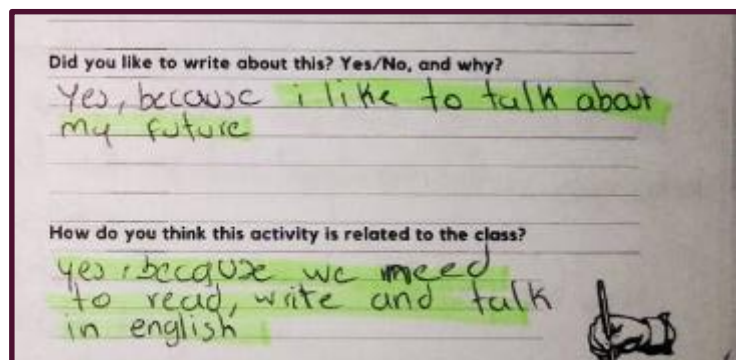 Did you like to write about this? Yes/No, and why?
Yes, because i like to talk about
my future
How do you think this activity is related to the class?
yes, because we need
to read, write and talk
in english